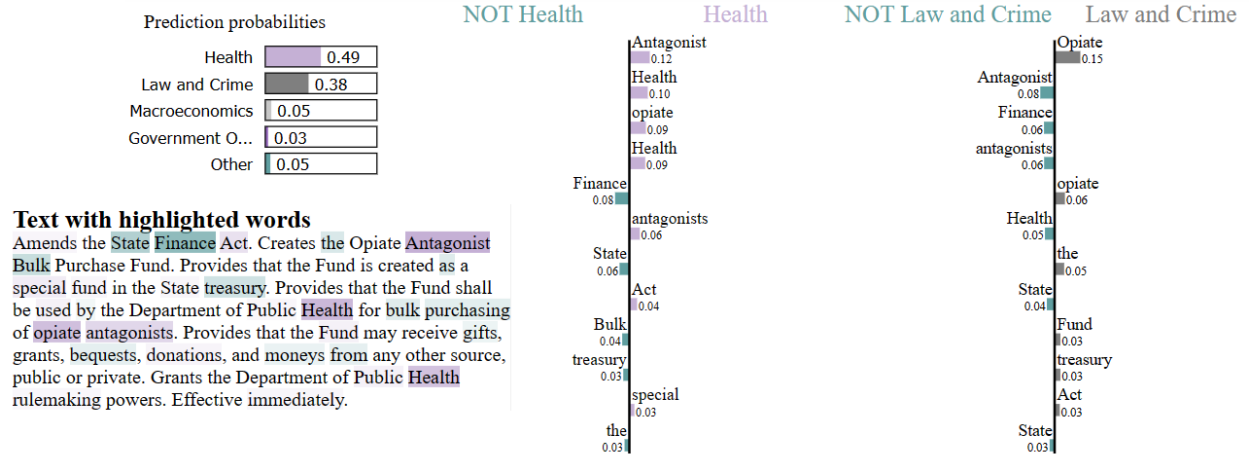 Prediction probabilities
Health 0.49
Law and Crime 0.38
Macroeconomics 0.05
Government O... 0.03
Other 0.05
Text with highlighted words
Amends the State Finance Act. Creates the Opiate Antagonist
Bulk Purchase Fund. Provides that the Fund is created as a
special fund in the State treasury. Provides that the Fund shall
be used by the Department of Public Health for bulk purchasing
of opiate antagonists. Provides that the Fund may receive gifts,
grants, bequests, donations, and moneys from any other source,
public or private. Grants the Department of Public Health
rulemaking powers. Effective immediately.
NOT Health Health
Antagonist
0.12
Health
0.10
opiate
0.09
Health
0.09
Finance
0.08
antagonists
0.06
State
0.06
Act
0.04
Bulk
0.04
treasury
0.03
special
0.03
the
0.03
NOT Law and Crime Law and Crime
Opiate
0.15
Antagonist
0.08
Finance
0.06
antagonists
0.06
opiate
0.06
Health
0.05
the
0.05
State
0.04
Fund
0.03
treasury
0.03
Act
0.03
State
0.03